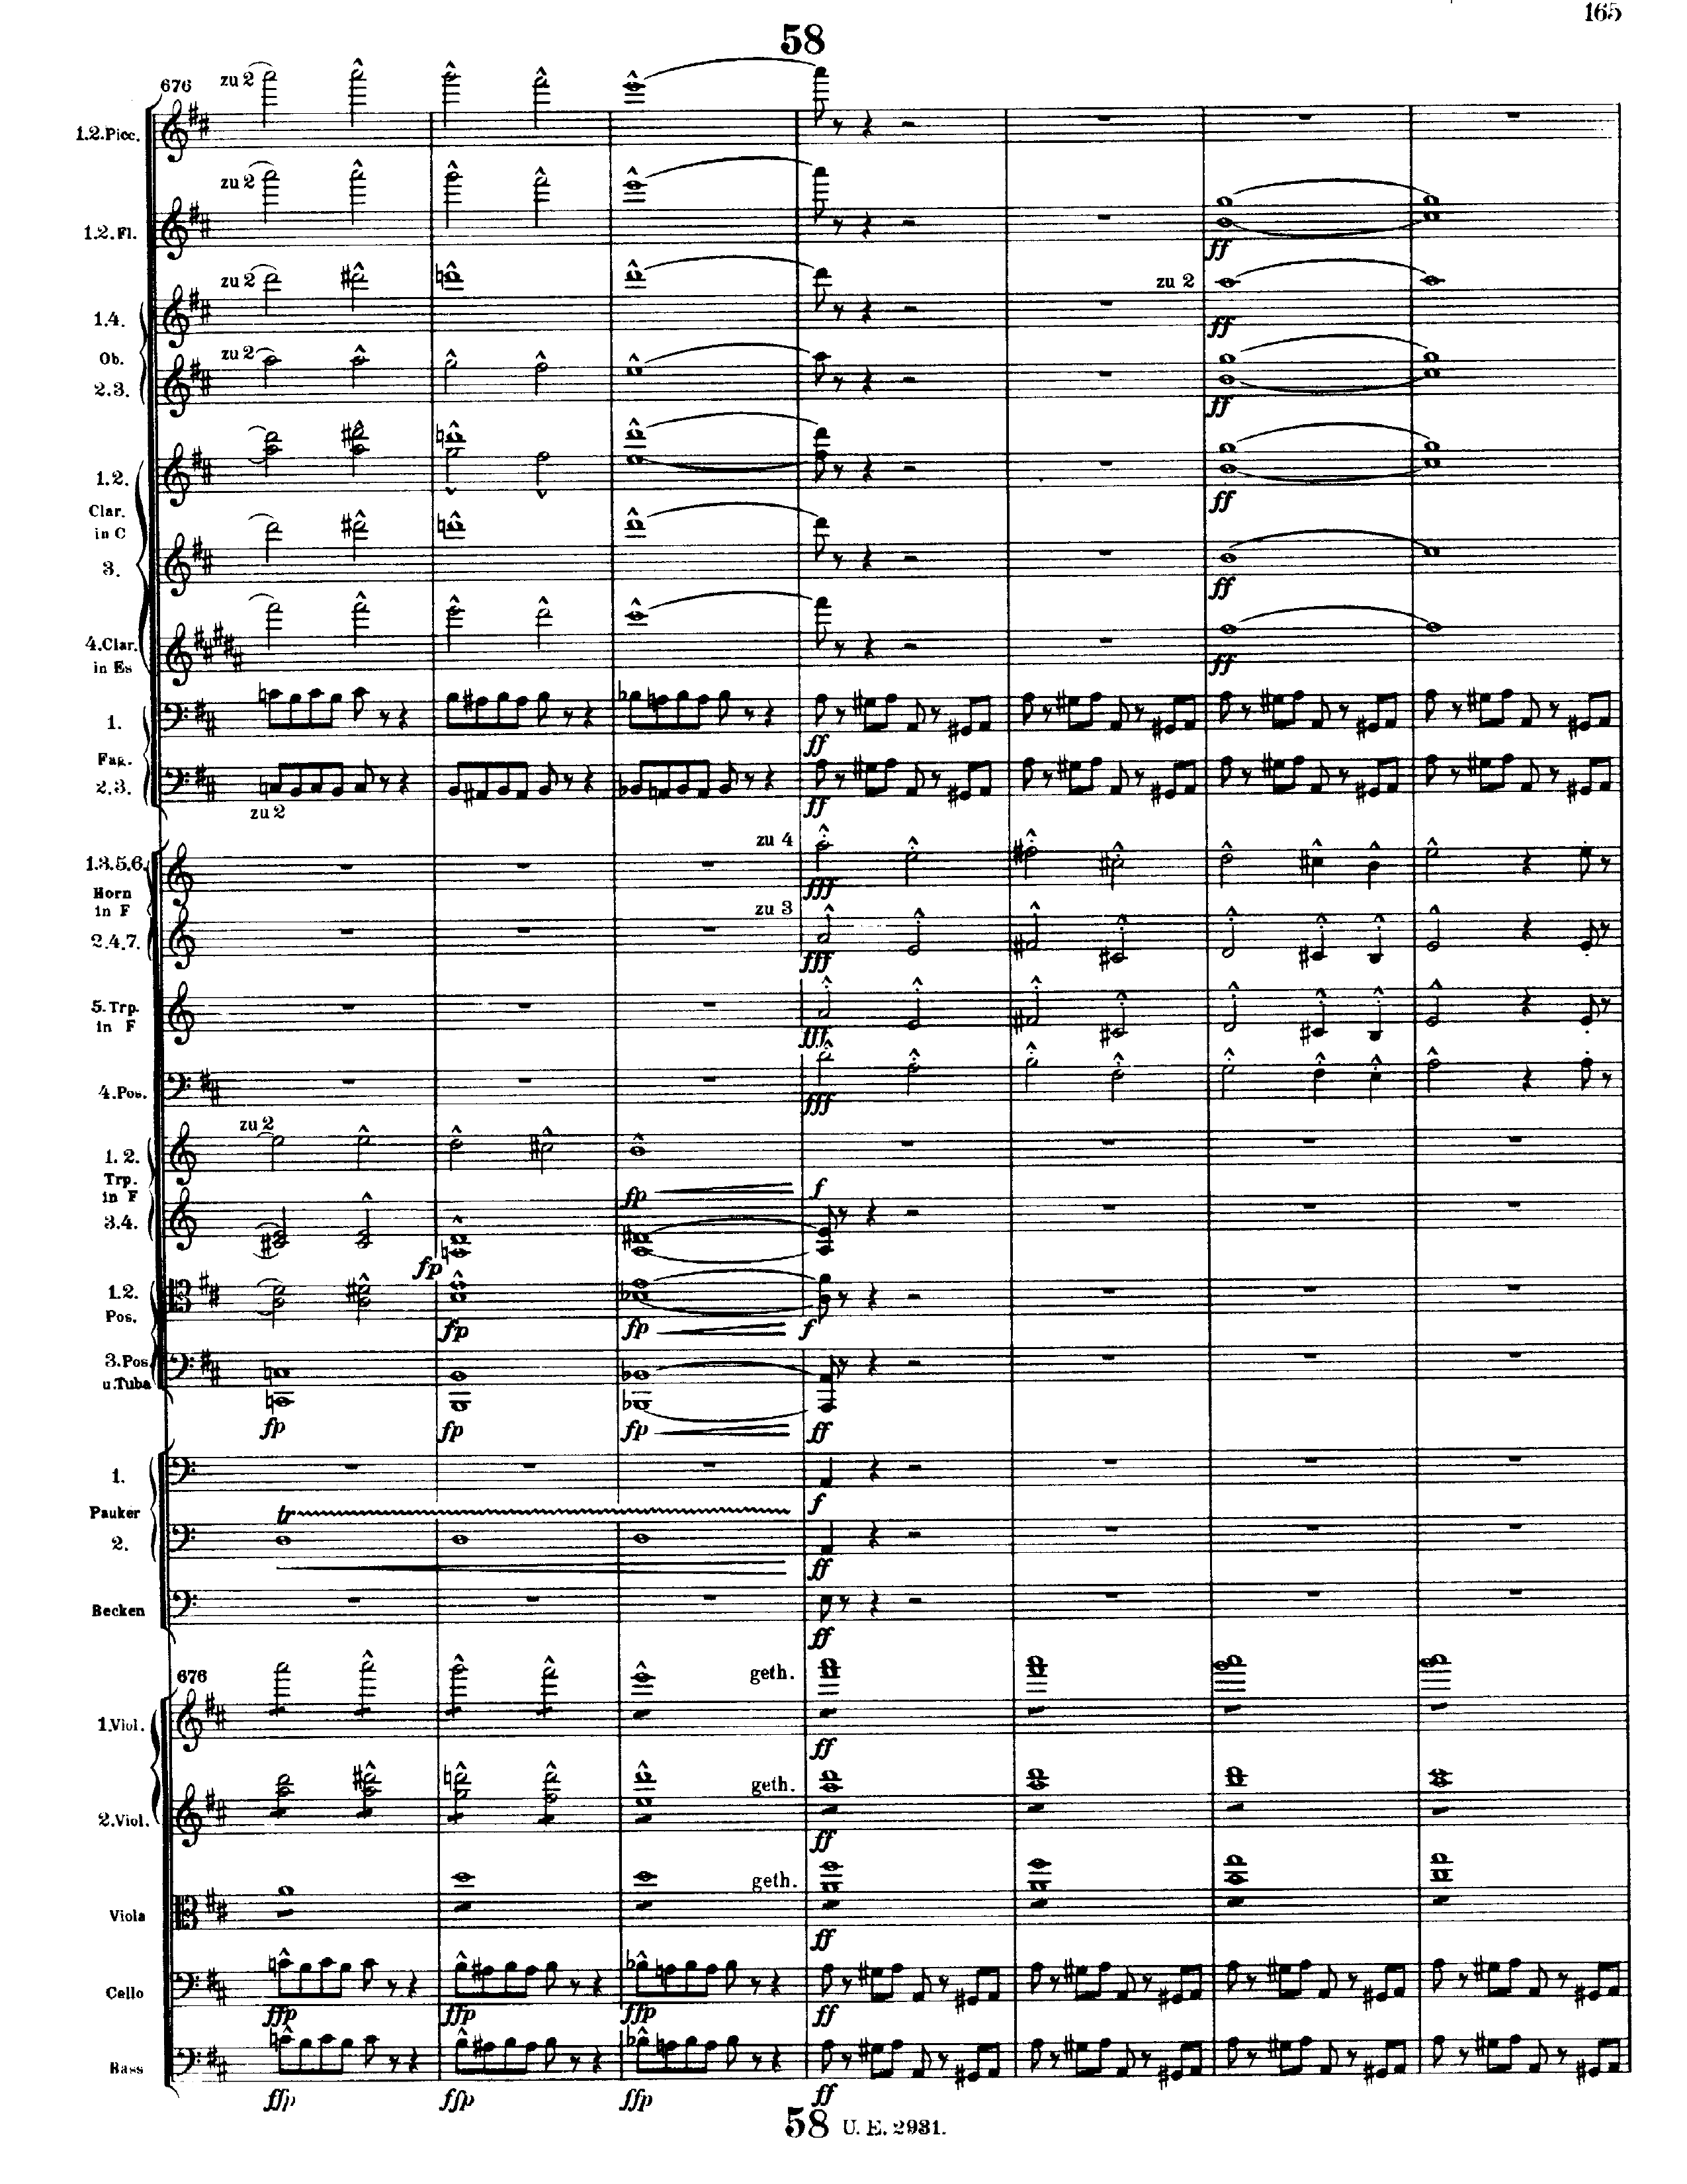 165
58
676
zu 2
1.2.Picc.
zu 2
1.2.Fl.
ff
zu 2
zu 2
1.4.
ff
Ob.
zu 2
2.3.
ff
1.2.
ff
Clar.
in C
3.
ff
4.Clar.
in Es
ff
1.
ff
Fag.
2.3.
zu 2
ff
zu 4
1.3.5.6.
fff
Horn
in F
zu 3
2.4.7.
fff
5.Trp.
in F
fff
4.Pos.
fff
zu 2
1. 2.
Trp.
in F
fp f
3.4.
fp
1.2.
Pos.
fp fp f
3.Pos.
u.Tuba
fp fp fp ff
1.
f
Pauker
tr
2.
ff
Becken
ff
676
geth.
1.Viol.
ff
geth.
2.Viol.
ff
geth.
Viola
ff
Cello
ffp ffp ffp ff
Bass
ffp ffp ffp ff
58 U. E. 2931.